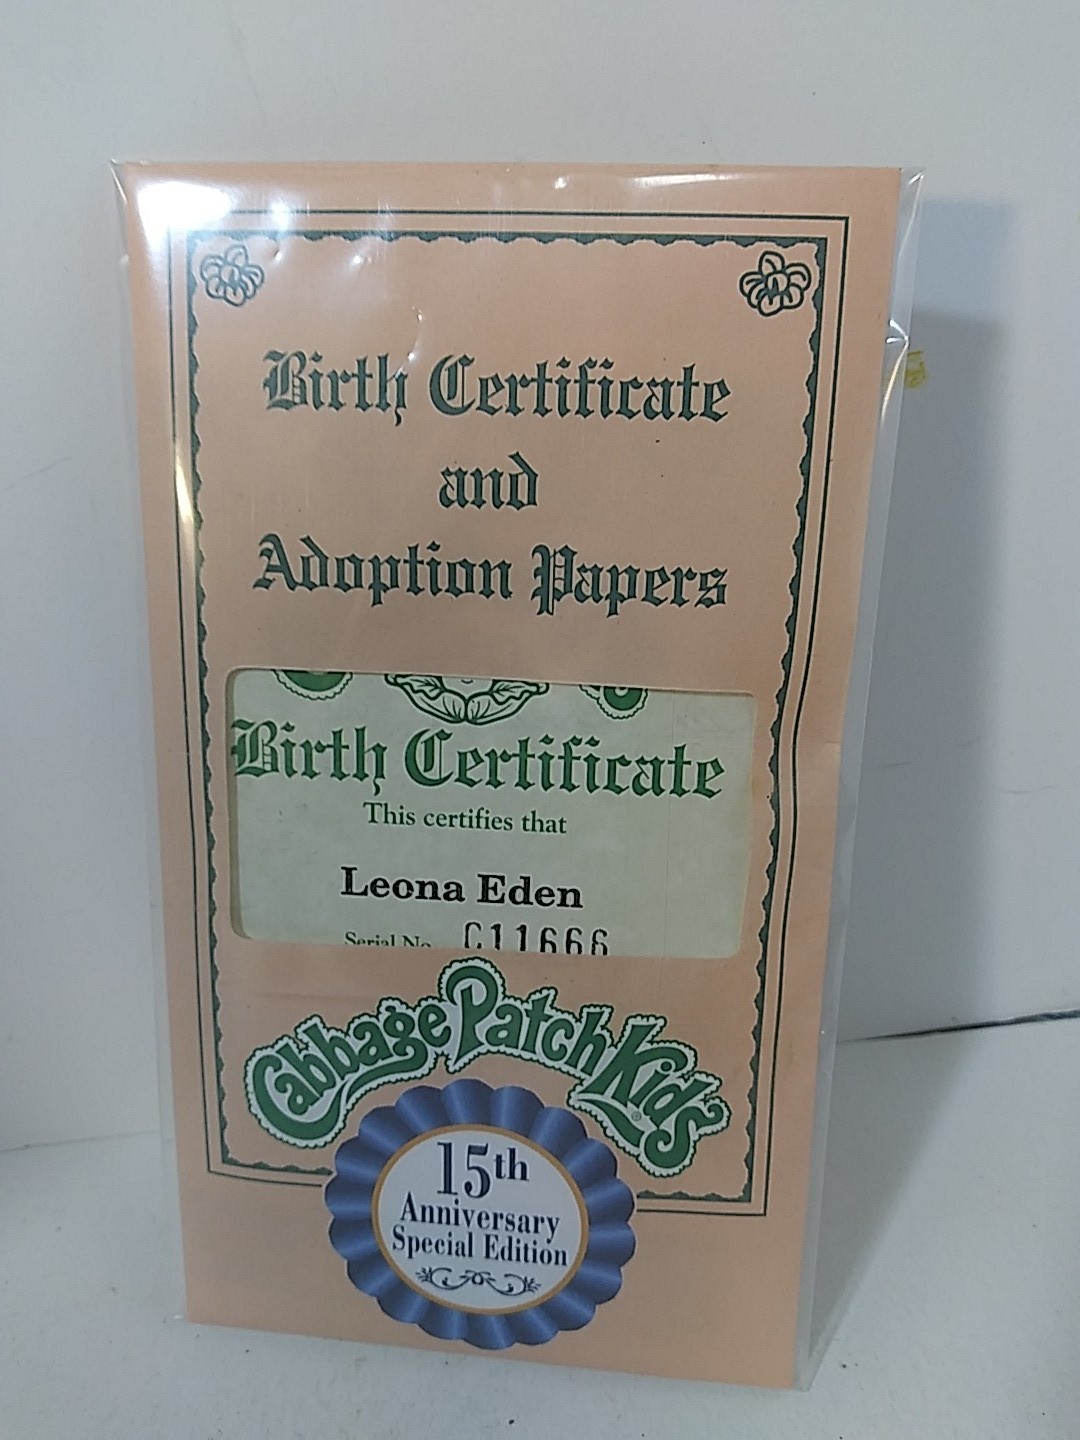 Birth Certificate
and
Adoption Papers
Birth Certificate
This certifies that
Leona Eden
Serial No. C11666
Cabbage Patch Kids
®
15th
Anniversary
Special Edition